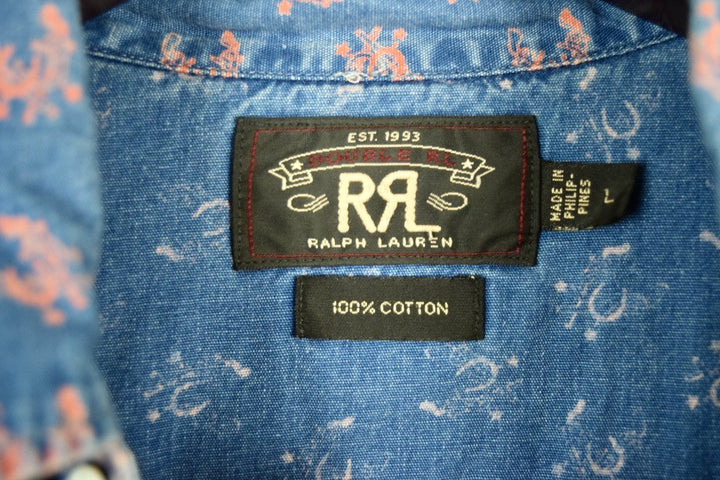 EST. 1993
DOUBLE RL
RRL
RALPH LAUREN
MADE IN
PHILIP-
PINES
L
100% COTTON